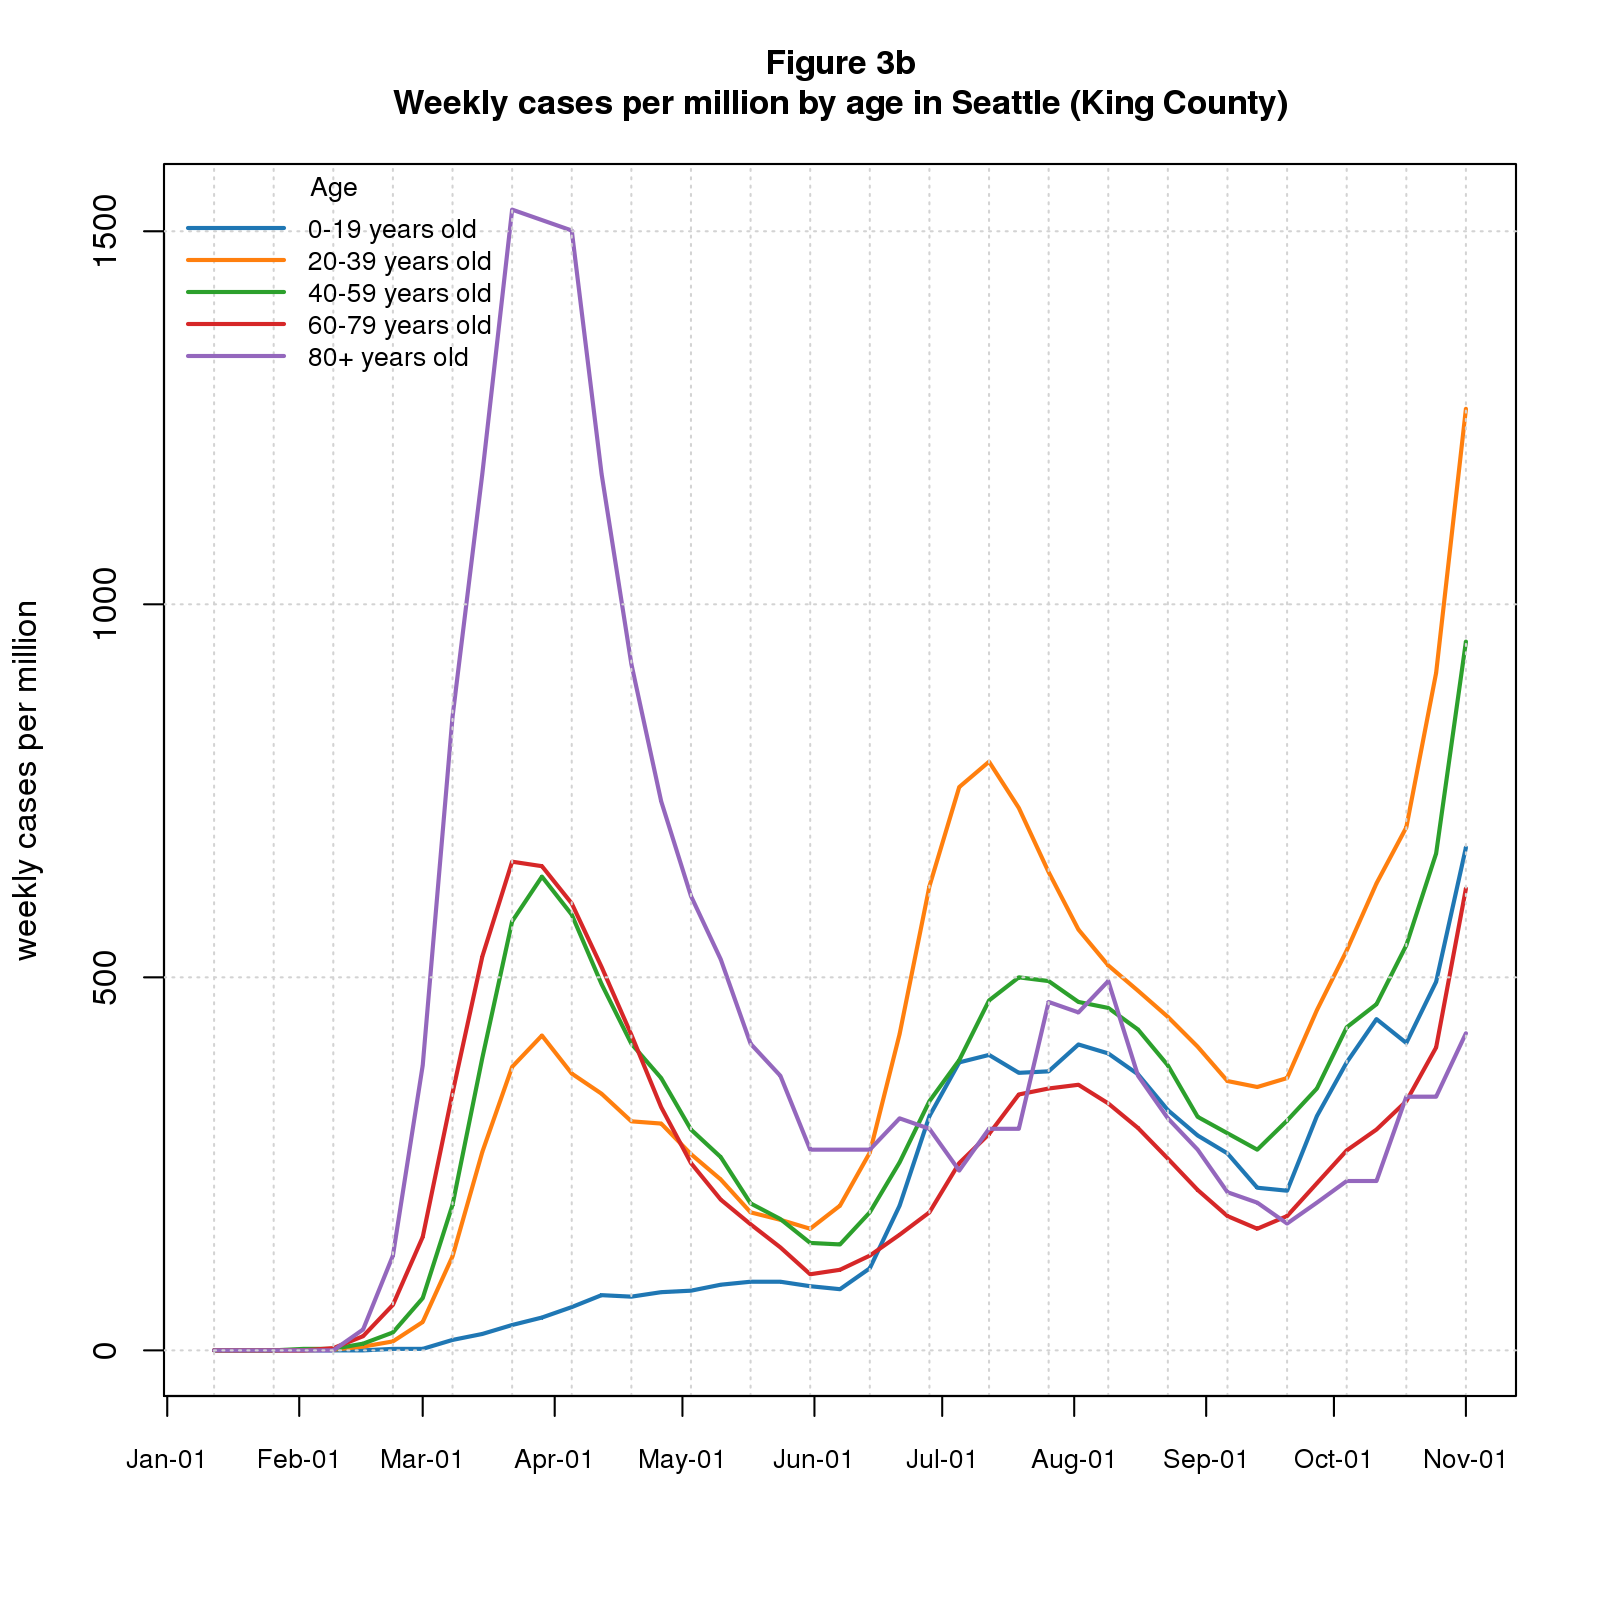 Figure 3b
Weekly cases per million by age in Seattle (King County)
Age
0-19 years old
20-39 years old
40-59 years old
60-79 years old
80+ years old
weekly cases per million
1500
1000
500
0
Jan-01 Feb-01 Mar-01 Apr-01 May-01 Jun-01 Jul-01 Aug-01 Sep-01 Oct-01 Nov-01